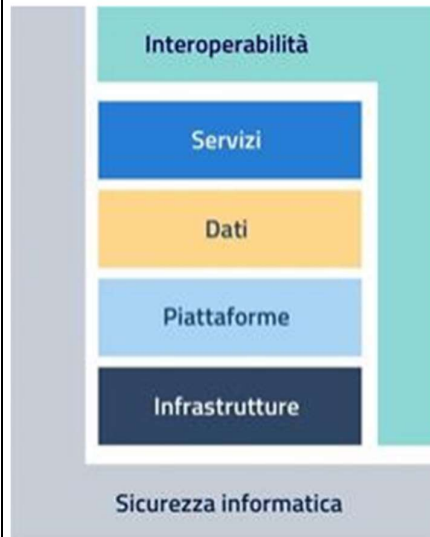 Interoperabilità
Servizi
Dati
Piattaforme
Infrastrutture
Sicurezza informatica